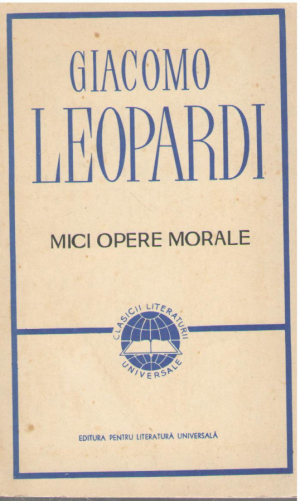 GIACOMO
LEOPARDI
MICI OPERE MORALE
CLASICII LITERATURII
UNIVERSALE
EDITURA PENTRU LITERATURĂ UNIVERSALĂ